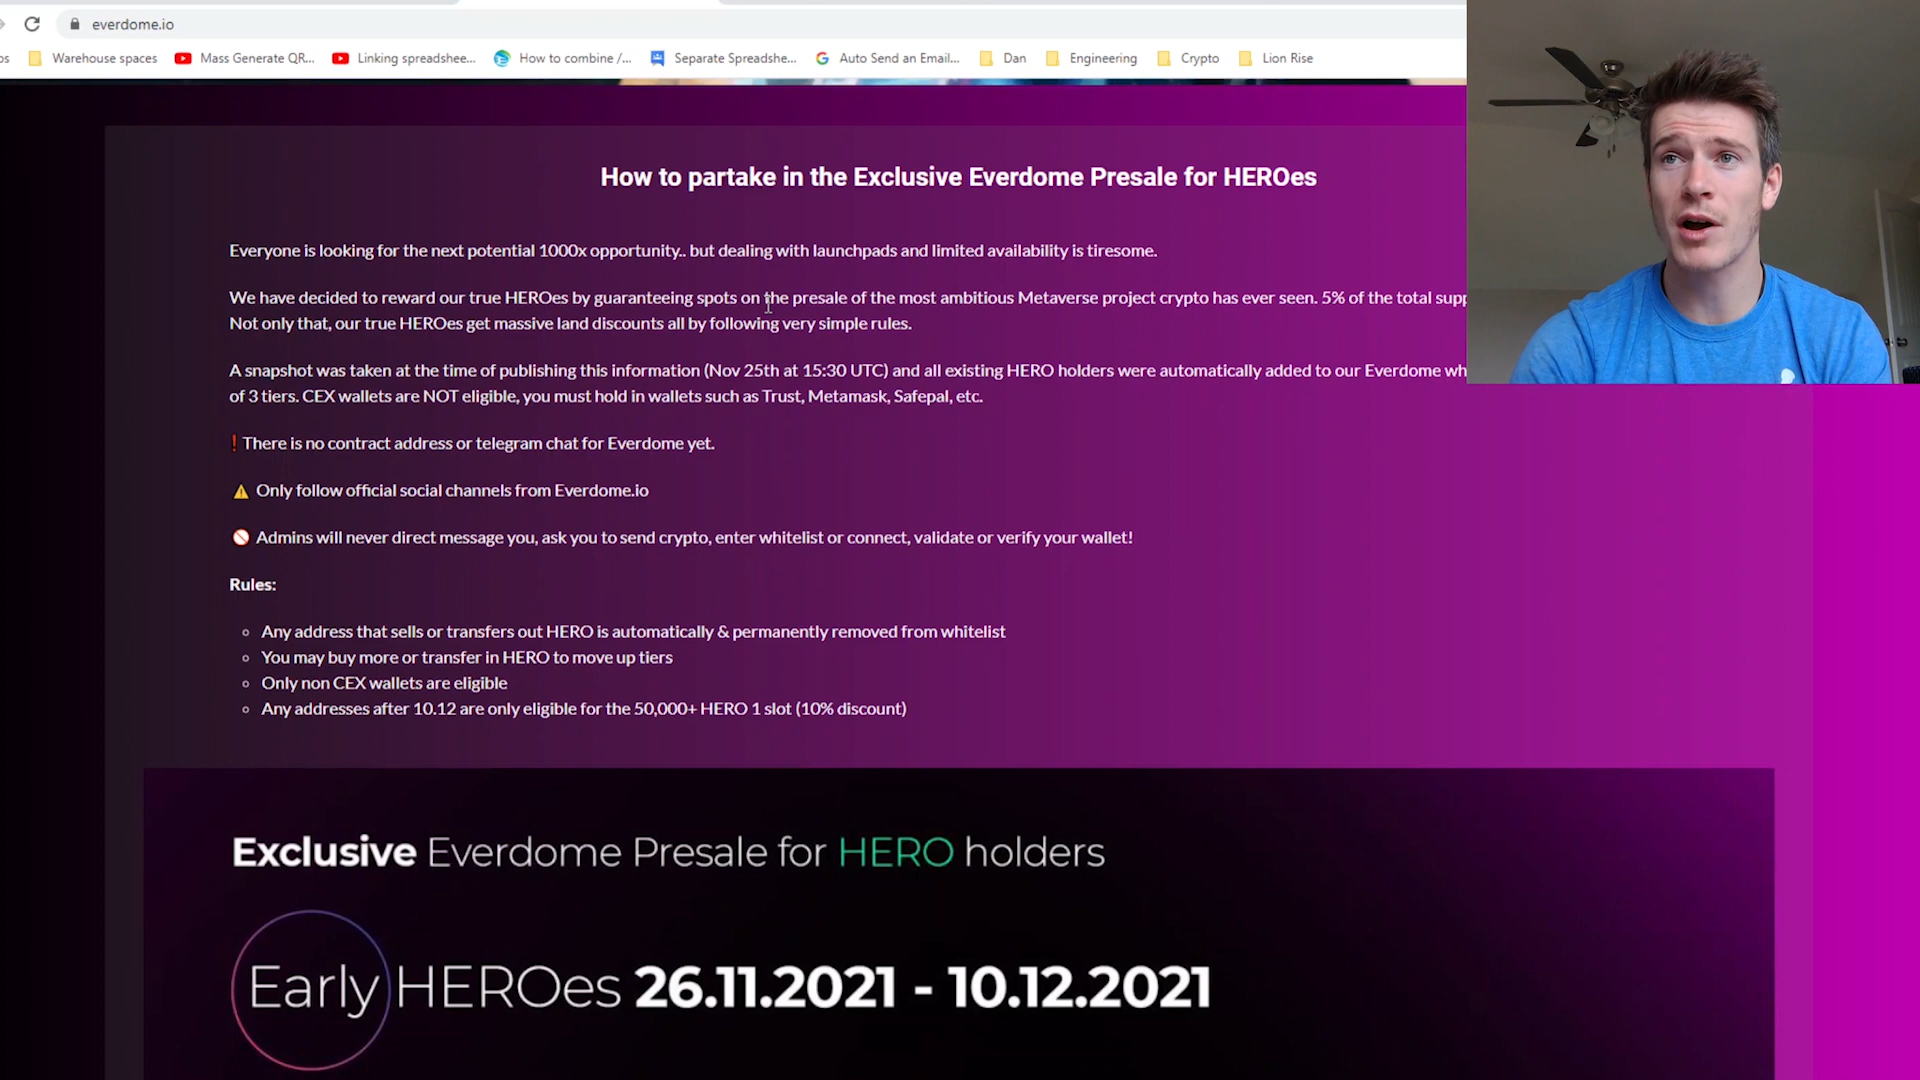 everdome.io
Warehouse spaces Mass Generate QR... Linking spreadshee... How to combine /... Separate Spreadshe... Auto Send an Email... Dan Engineering Crypto Lion Rise
How to partake in the Exclusive Everdome Presale for HEROes
Everyone is looking for the next potential 1000x opportunity.. but dealing with launchpads and limited availability is tiresome.
We have decided to reward our true HEROes by guaranteeing spots on the presale of the most ambitious Metaverse project crypto has ever seen. 5% of the total supp
Not only that, our true HEROes get massive land discounts all by following very simple rules.
A snapshot was taken at the time of publishing this information (Nov 25th at 15:30 UTC) and all existing HERO holders were automatically added to our Everdome wh
of 3 tiers. CEX wallets are NOT eligible, you must hold in wallets such as Trust, Metamask, Safepal, etc.
❗There is no contract address or telegram chat for Everdome yet.
⚠️ Only follow official social channels from Everdome.io
🚫 Admins will never direct message you, ask you to send crypto, enter whitelist or connect, validate or verify your wallet!
Rules:
Any address that sells or transfers out HERO is automatically & permanently removed from whitelist
You may buy more or transfer in HERO to move up tiers
Only non CEX wallets are eligible
Any addresses after 10.12 are only eligible for the 50,000+ HERO 1 slot (10% discount)
Exclusive Everdome Presale for HERO holders
Early HEROes 26.11.2021 - 10.12.2021